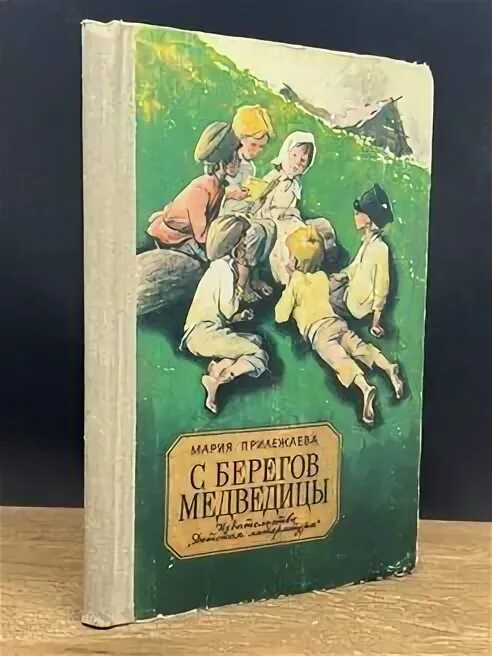 МАРИЯ ПРИЛЕЖАЕВА
С БЕРЕГОВ
МЕДВЕДИЦЫ
Издательство
„Детская литература“